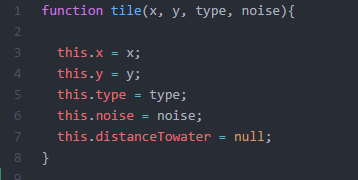 1 function tile(x, y, type, noise){
2
3   this.x = x;
4   this.y = y;
5   this.type = type;
6   this.noise = noise;
7   this.distanceTowater = null;
8 }
9